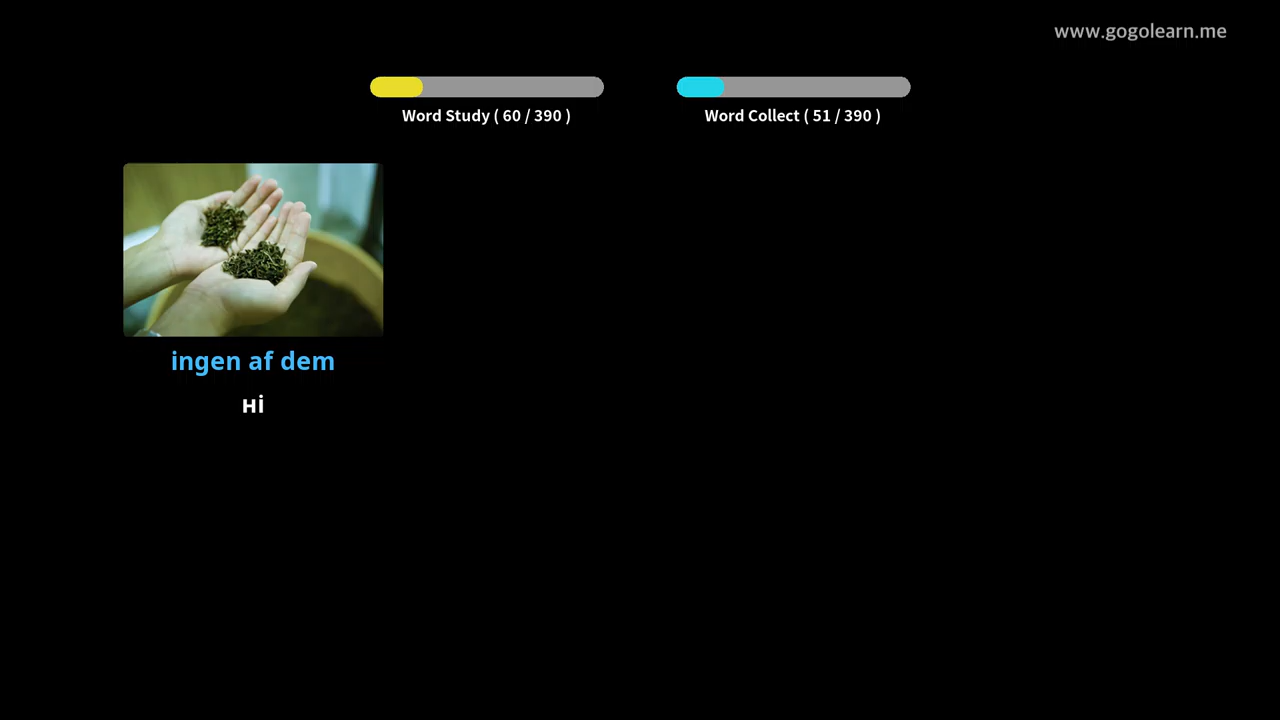 www.gogolearn.me
Word Study ( 60 / 390 )
Word Collect ( 51 / 390 )
ingen af dem
ні